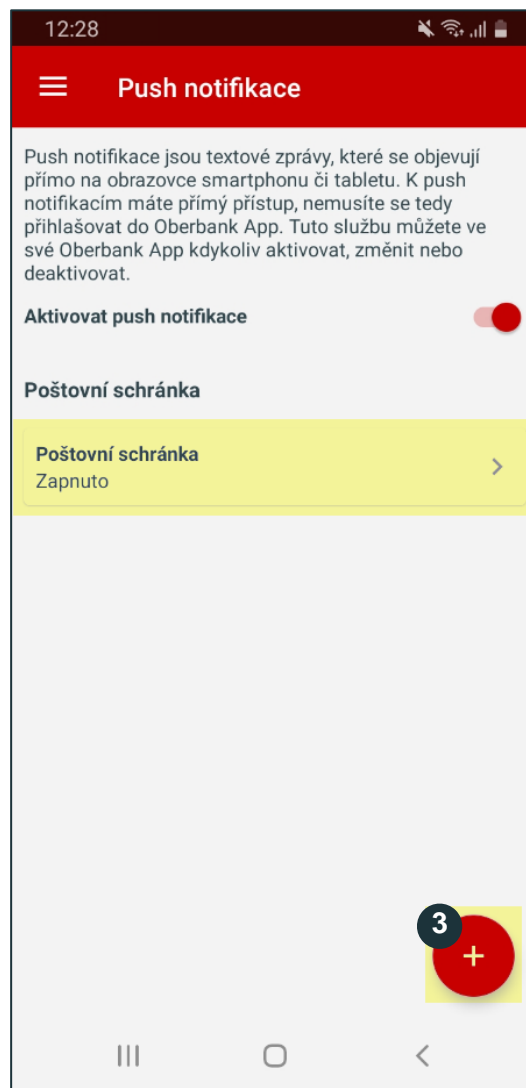 12:28
Push notifikace
Push notifikace jsou textové zprávy, které se objevují
přímo na obrazovce smartphonu či tabletu. K push
notifikacím máte přímý přístup, nemusíte se tedy
přihlašovat do Oberbank App. Tuto službu můžete ve
své Oberbank App kdykoliv aktivovat, změnit nebo
deaktivovat.
Aktivovat push notifikace
Poštovní schránka
Poštovní schránka
Zapnuto
3
+